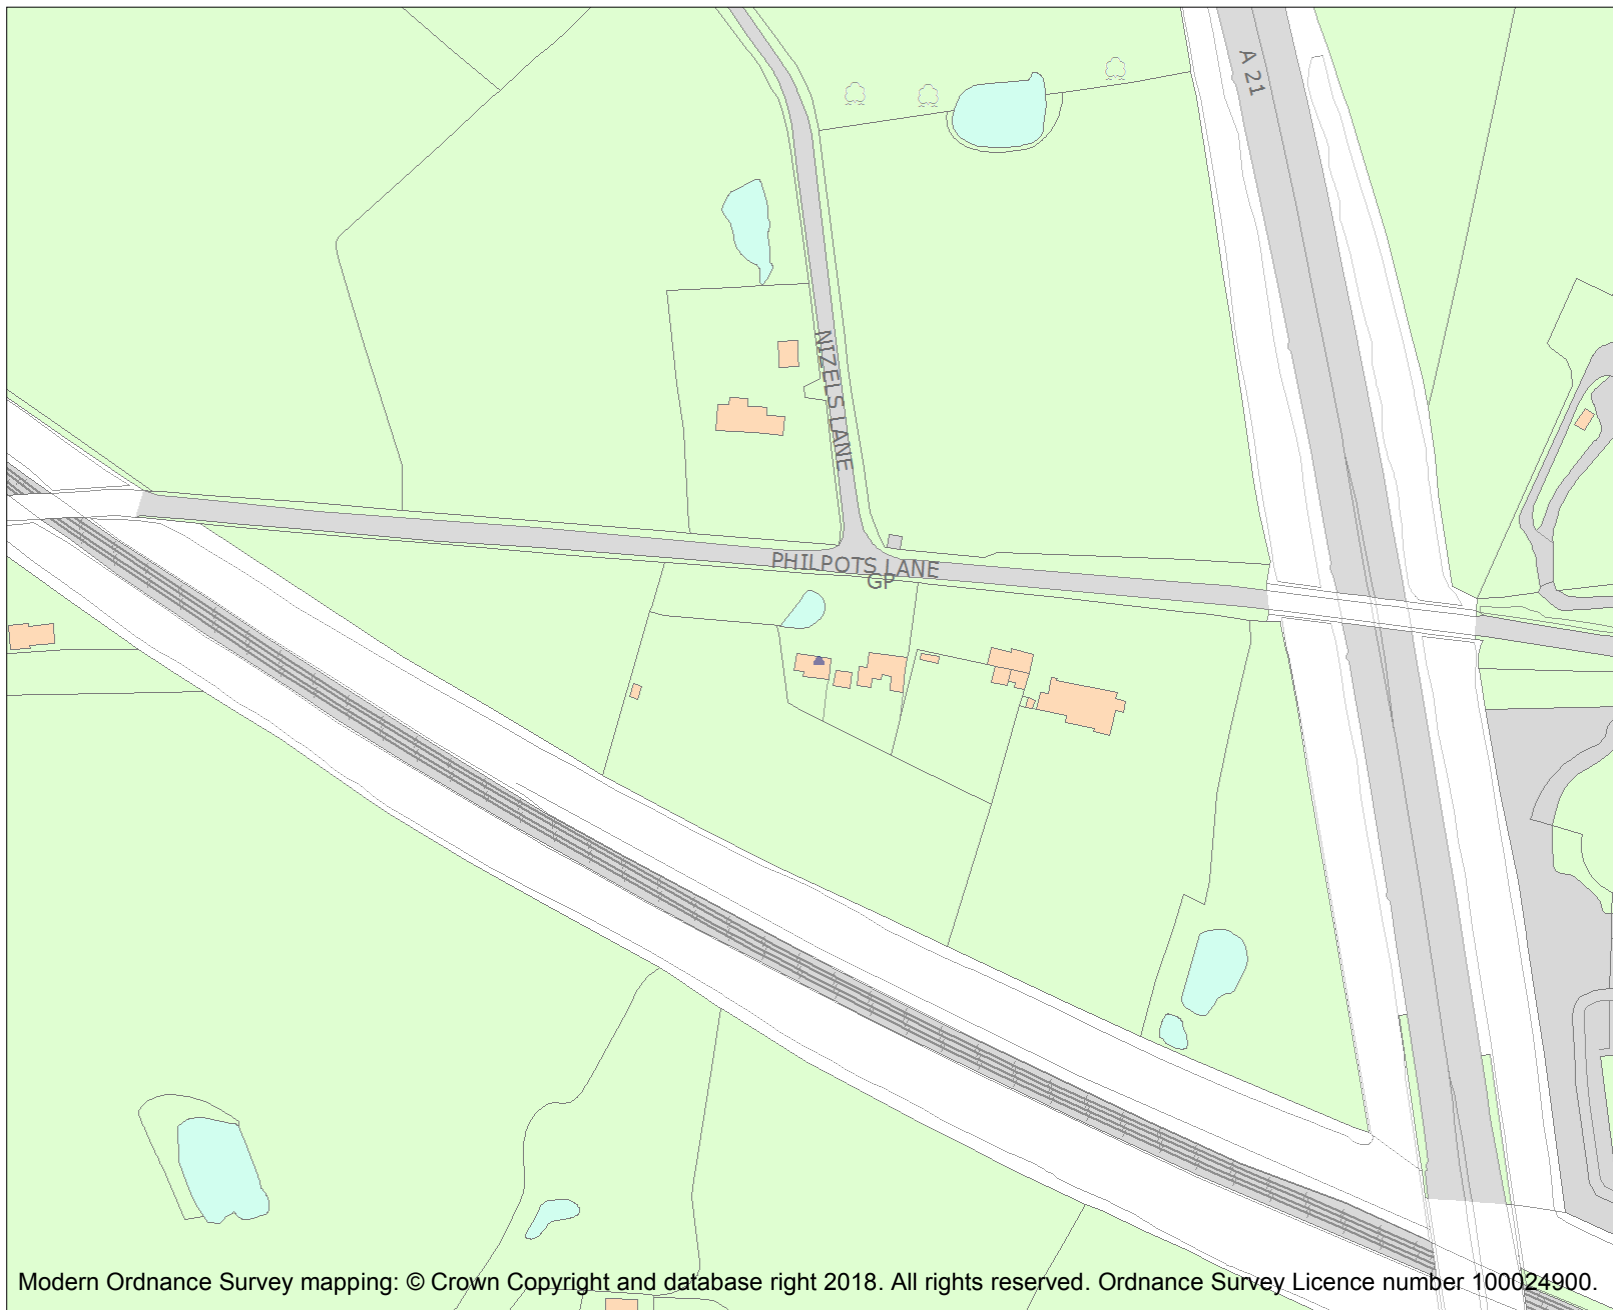 A 21
NIZELS LANE
PHILPOTS LANE
GP
Modern Ordnance Survey mapping: © Crown Copyright and database right 2018. All rights reserved. Ordnance Survey Licence number 100024900.